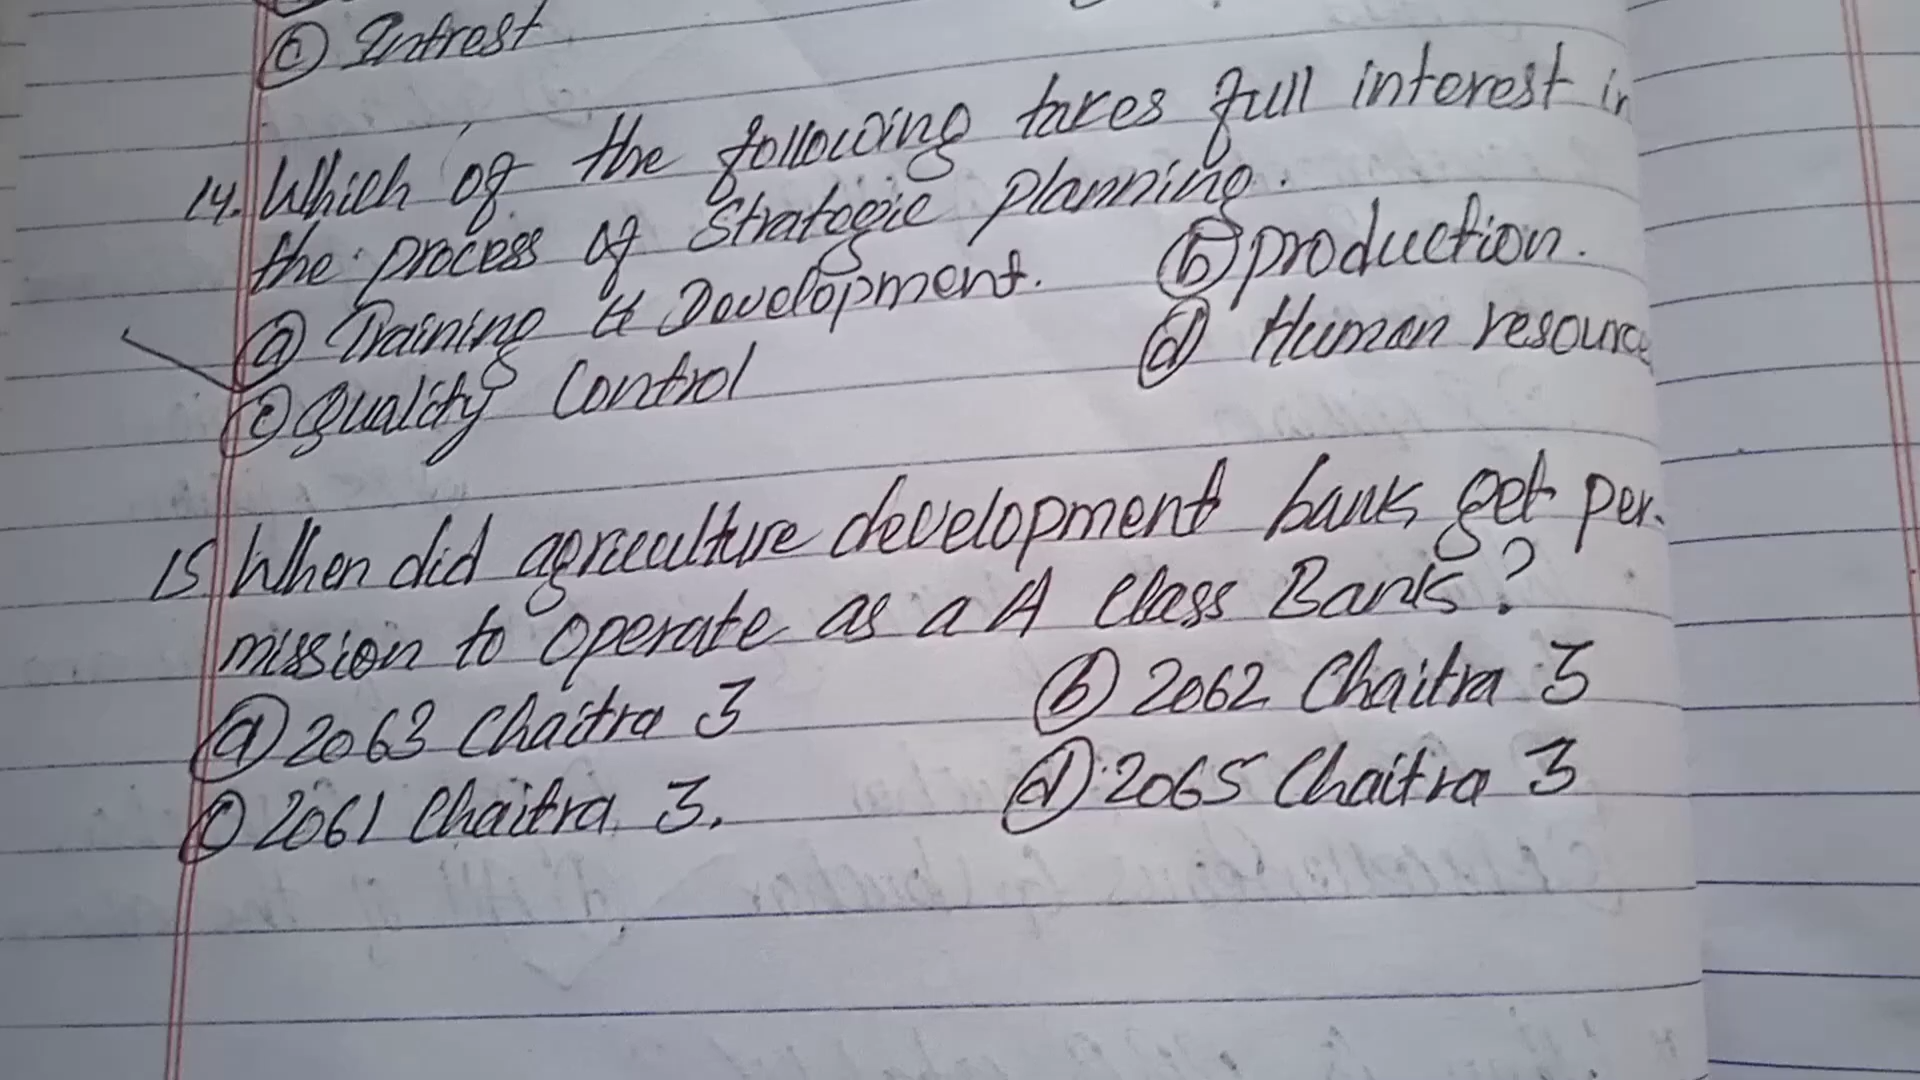 (c) Intrest
14. Which of the following takes full interest in
the process of Strategic planning.
(a) Training & Development. (b) production.
(c) Quality Control (d) Human resource
15 When did agriculture development bank get per-
mission to operate as a A Class Bank?
(a) 2063 Chaitra 3 (b) 2062 Chaitra 3
(c) 2061 Chaitra 3. (d) 2065 Chaitra 3